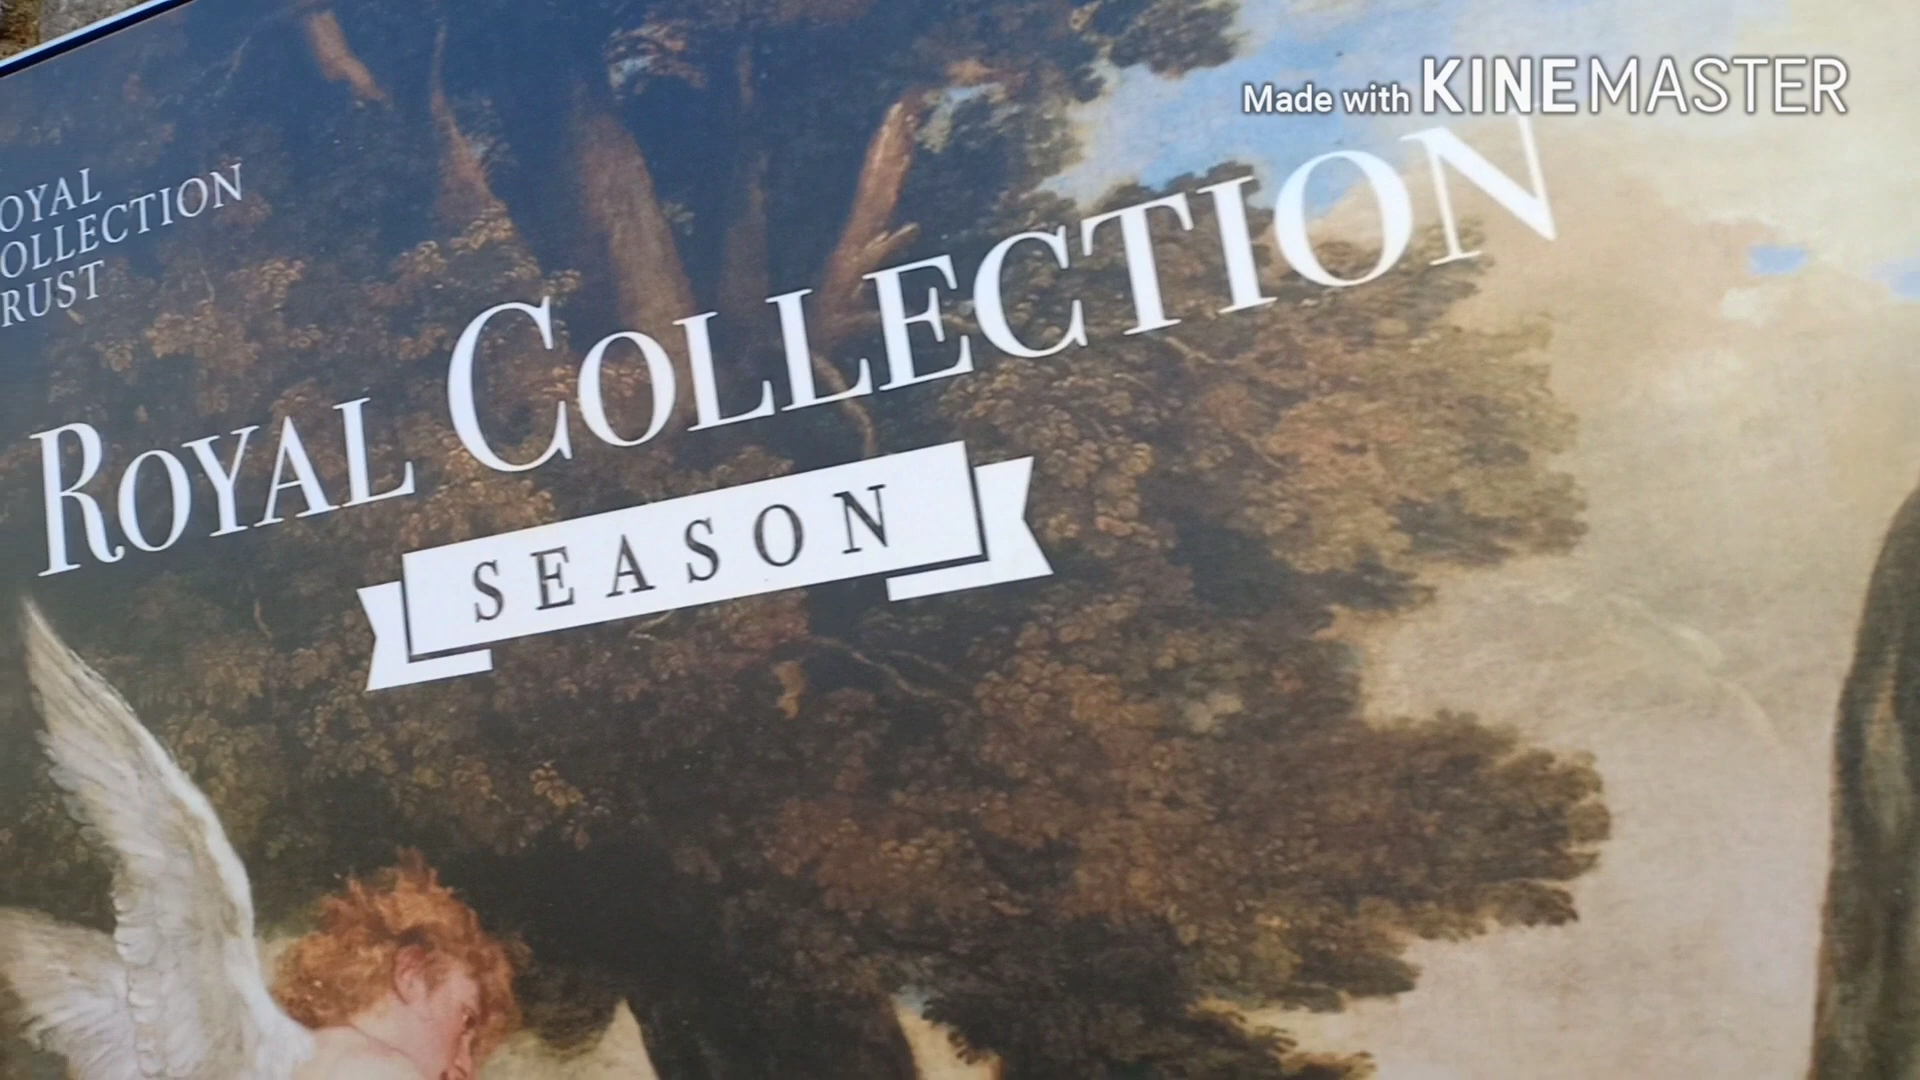 Made with KINEMASTER
OYAL
OLLECTION
RUST
ROYAL COLLECTION
SEASON